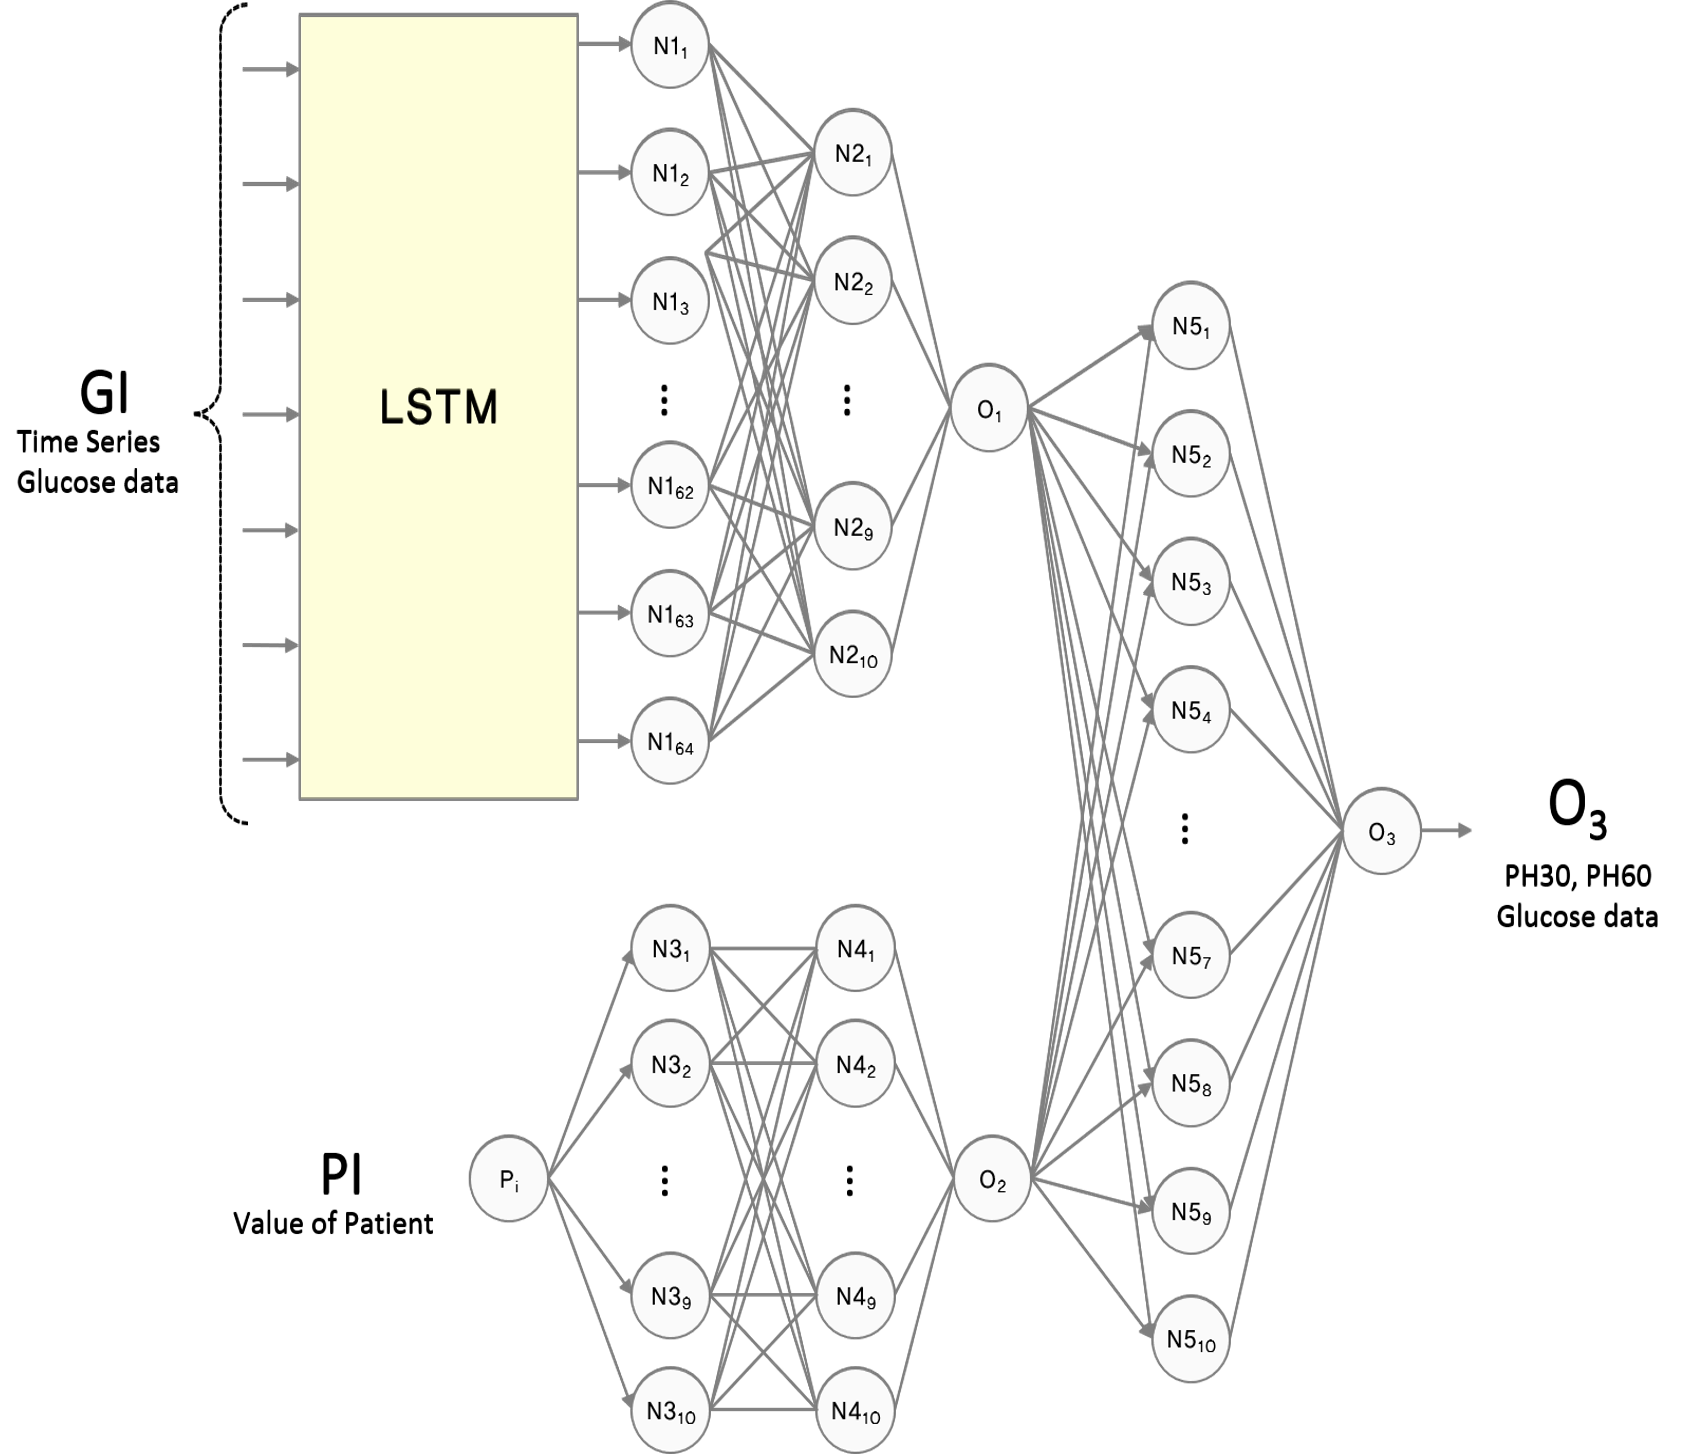 GI
Time Series
Glucose data
LSTM
N1₁
N1₂
N1₃
⋮
N1₆₂
N1₆₃
N1₆₄
N2₁
N2₂
⋮
N2₉
N2₁₀
O₁
PI
Value of Patient
Pᵢ
N3₁
N3₂
⋮
N3₉
N3₁₀
N4₁
N4₂
⋮
N4₉
N4₁₀
O₂
N5₁
N5₂
N5₃
N5₄
⋮
N5₇
N5₈
N5₉
N5₁₀
O₃
O₃
PH30, PH60
Glucose data